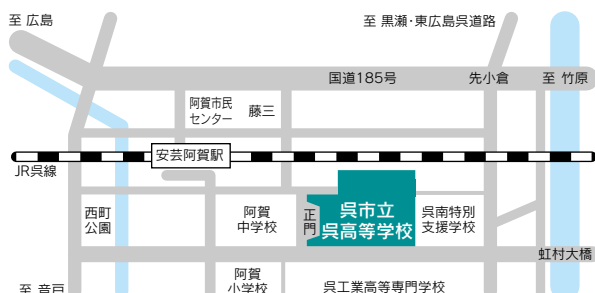 至 広島
至 黒瀬・東広島呉道路
国道185号
先小倉
至 竹原
阿賀市民
センター
藤三
安芸阿賀駅
JR呉線
西町
公園
阿賀
中学校
正門
呉市立
呉高等学校
呉南特別
支援学校
虹村大橋
阿賀
小学校
呉工業高等専門学校
至 音戸